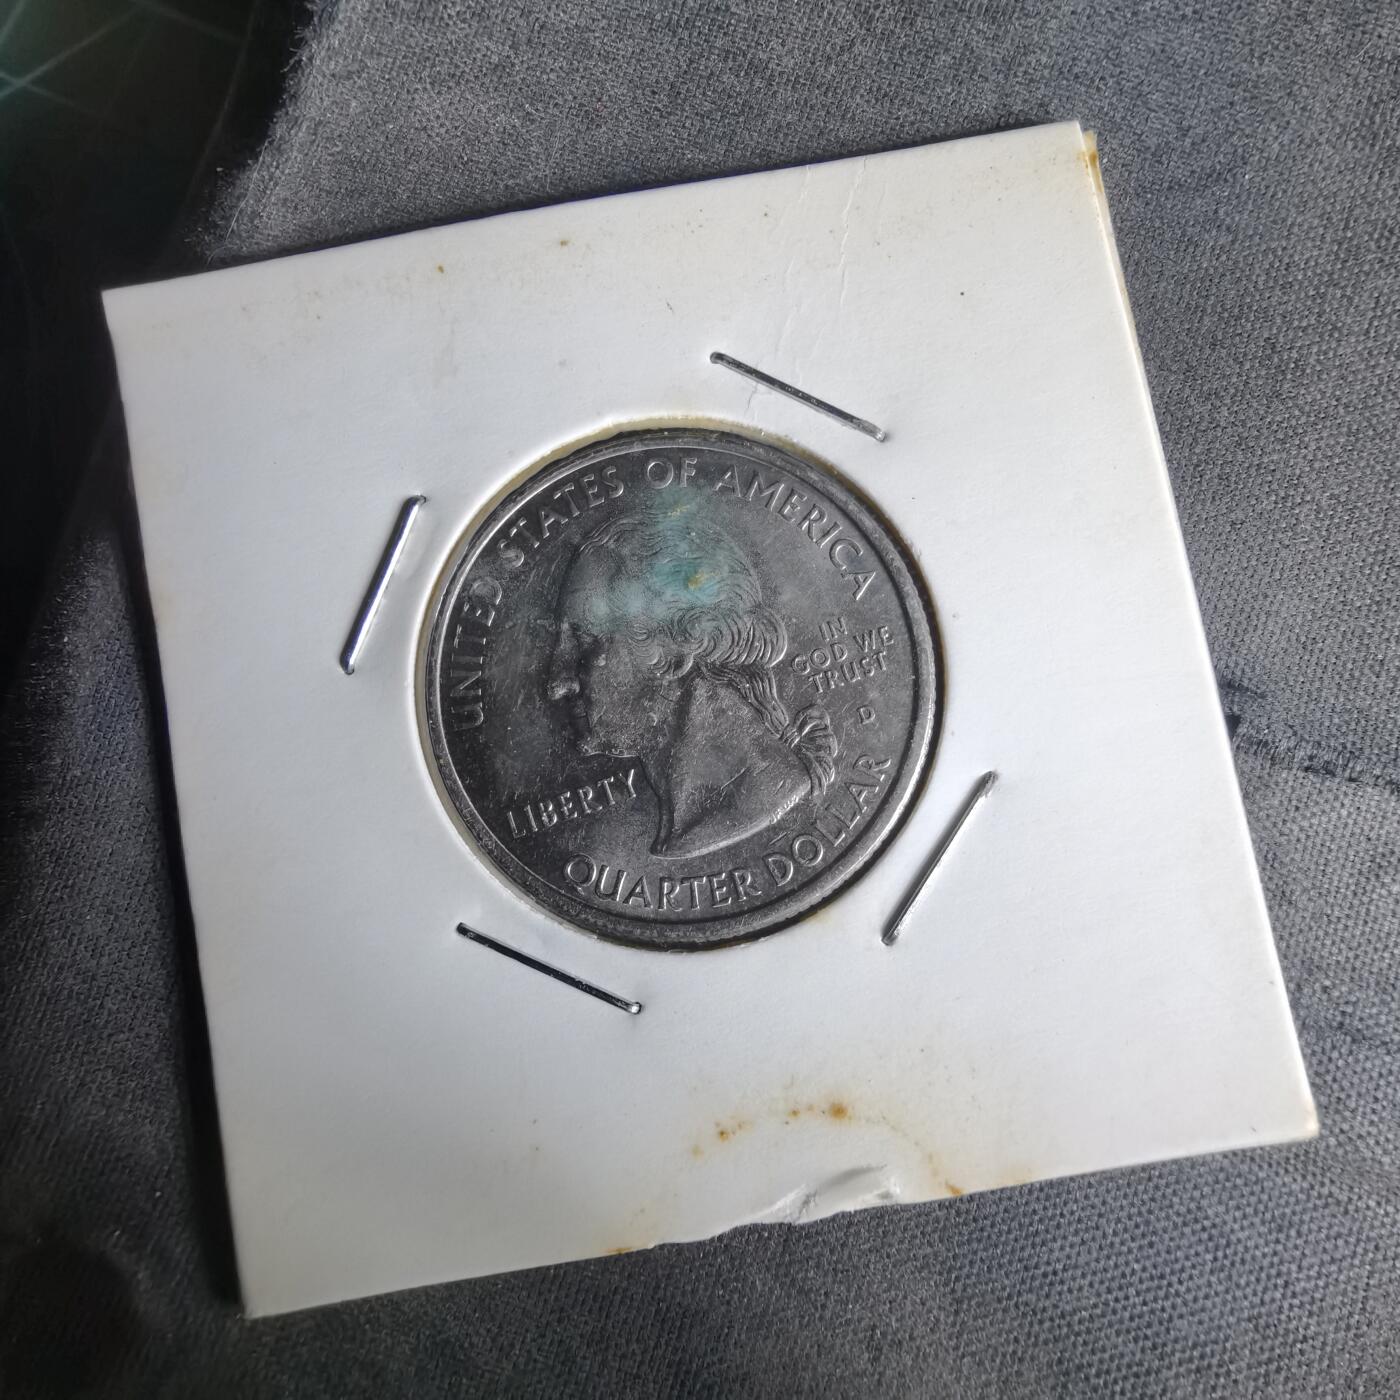 UNITED STATES OF AMERICA
IN
GOD WE
TRUST
D
LIBERTY
QUARTER DOLLAR